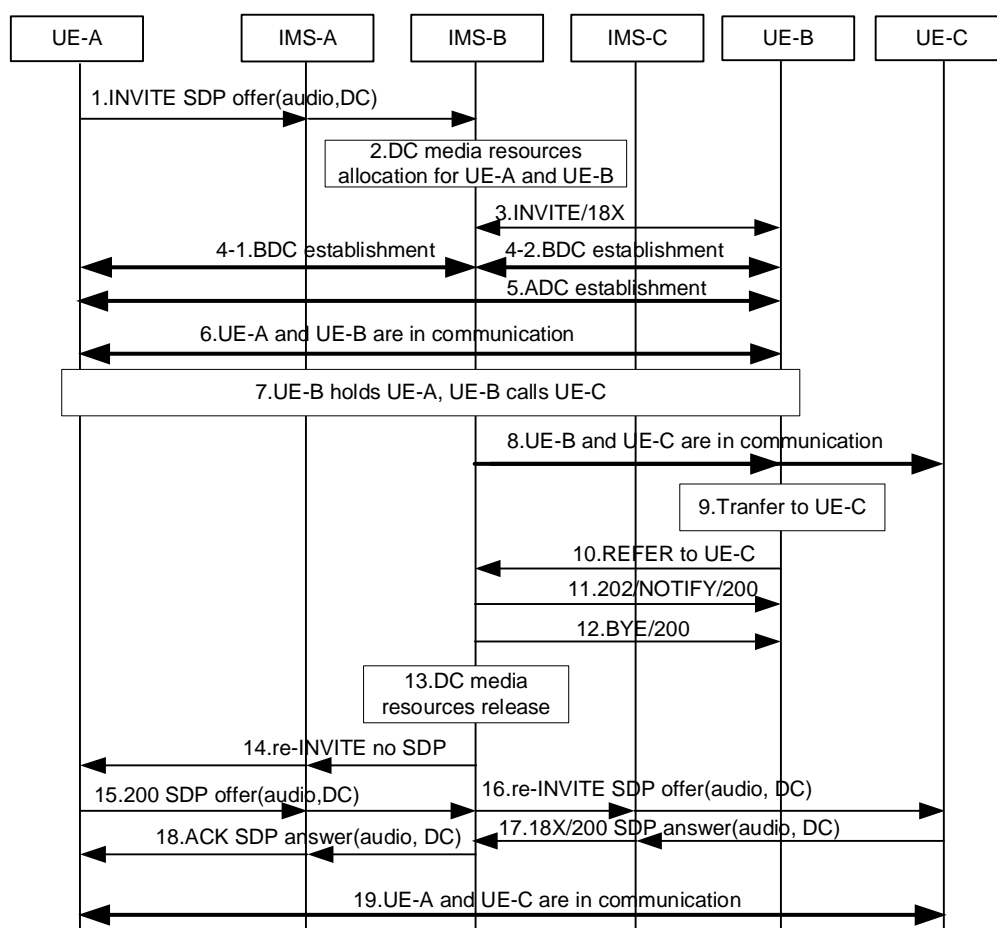 UE-A
IMS-A
IMS-B
IMS-C
UE-B
UE-C
1.INVITE SDP offer(audio,DC)
2.DC media resources
allocation for UE-A and UE-B
3.INVITE/18X
4-1.BDC establishment
4-2.BDC establishment
5.ADC establishment
6.UE-A and UE-B are in communication
7.UE-B holds UE-A, UE-B calls UE-C
8.UE-B and UE-C are in communication
9.Tranfer to UE-C
10.REFER to UE-C
11.202/NOTIFY/200
12.BYE/200
13.DC media
resources release
14.re-INVITE no SDP
15.200 SDP offer(audio,DC)
16.re-INVITE SDP offer(audio, DC)
17.18X/200 SDP answer(audio, DC)
18.ACK SDP answer(audio, DC)
19.UE-A and UE-C are in communication